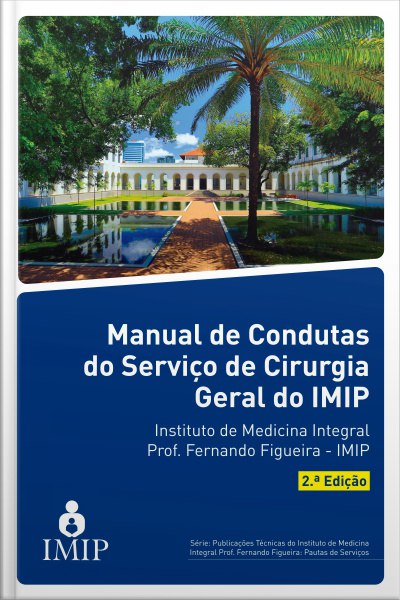 Manual de Condutas
do Serviço de Cirurgia
Geral do IMIP
Instituto de Medicina Integral
Prof. Fernando Figueira - IMIP
2.ª Edição
IMIP
Série: Publicações Técnicas do Instituto de Medicina
Integral Prof. Fernando Figueira: Pautas de Serviços